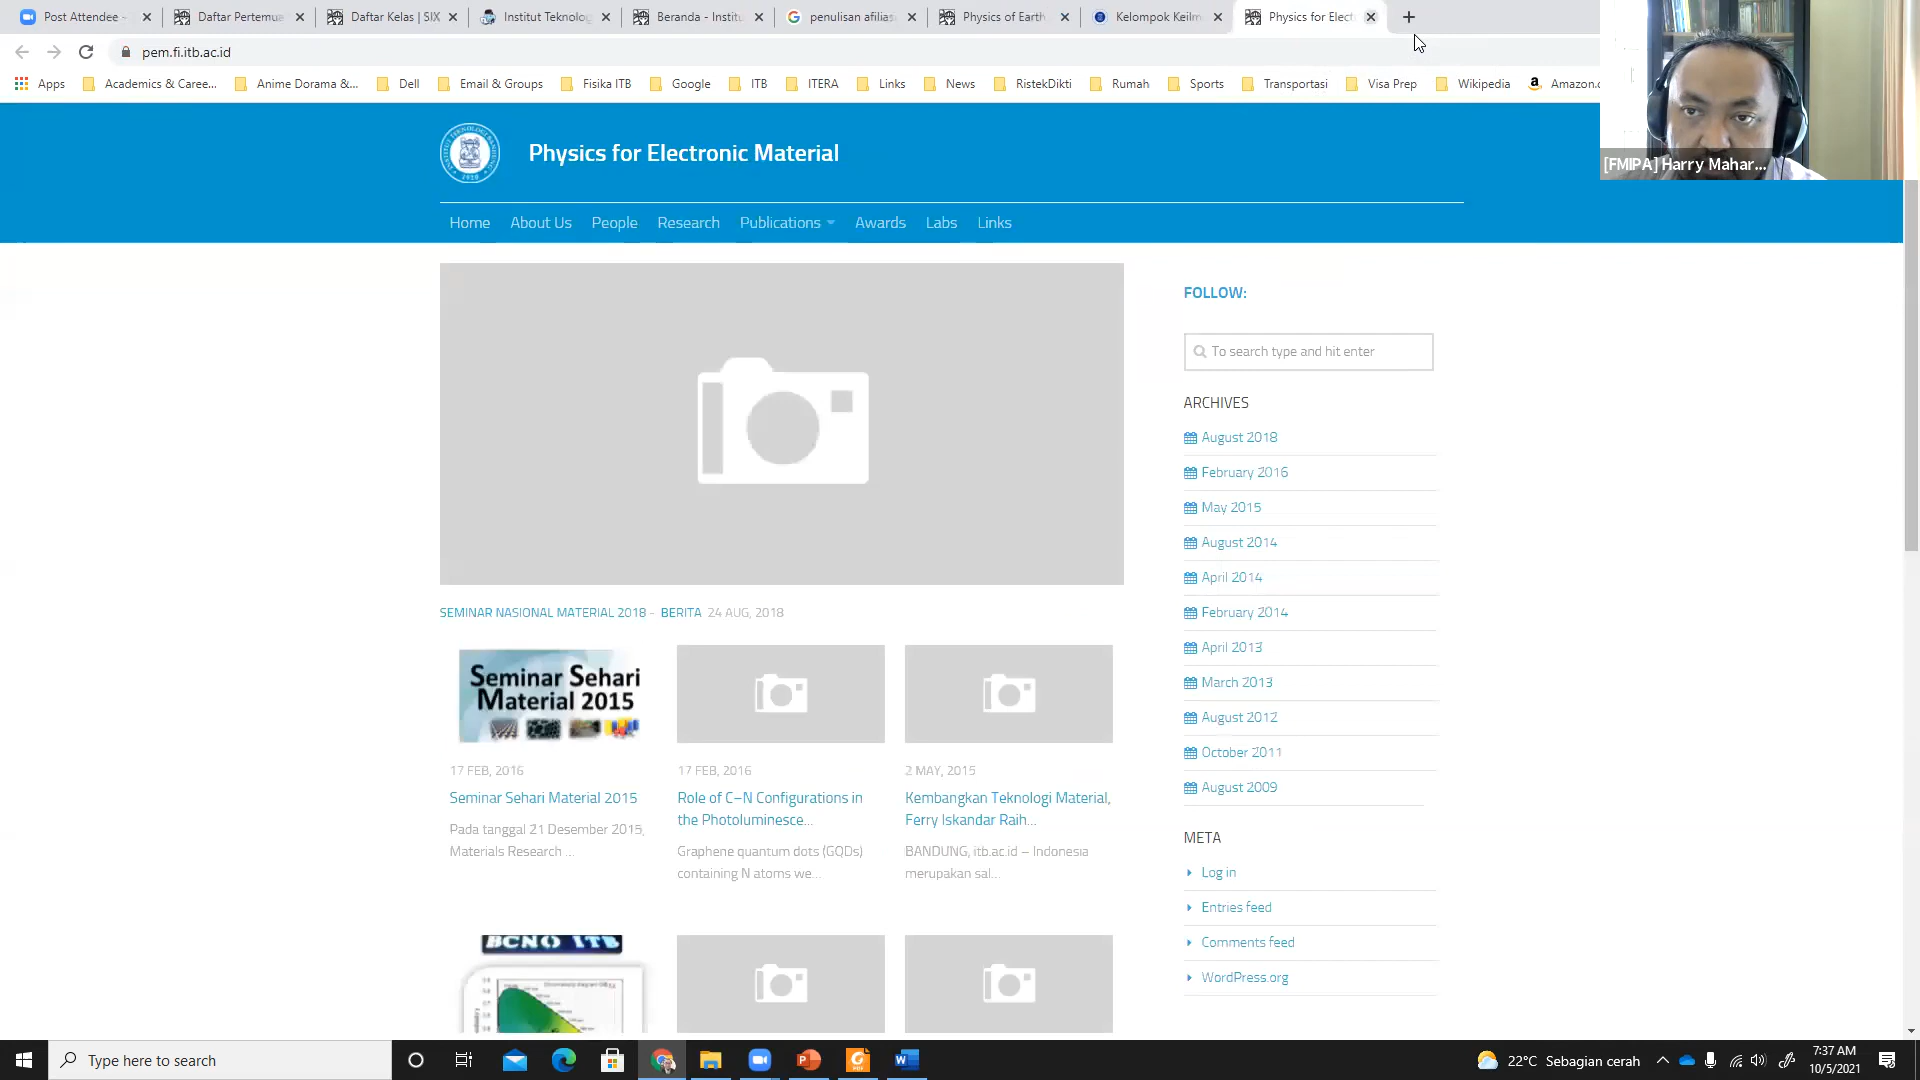 Post Attendee -
Daftar Pertemua
Daftar Kelas | SIX
Institut Teknolog
Beranda - Institu
penulisan afilias
Physics of Earth
Kelompok Keilm
Physics for Elect
pem.fi.itb.ac.id
Apps
Academics & Caree...
Anime Dorama &...
Dell
Email & Groups
Fisika ITB
Google
ITB
ITERA
Links
News
RistekDikti
Rumah
Sports
Transportasi
Visa Prep
Wikipedia
Amazon.c
[FMIPA] Harry Mahar...
Physics for Electronic Material
Home
About Us
People
Research
Publications
Awards
Labs
Links
SEMINAR NASIONAL MATERIAL 2018 - BERITA 24 AUG, 2018
Seminar Sehari
Material 2015
17 FEB, 2016
Seminar Sehari Material 2015
Pada tanggal 21 Desember 2015,
Materials Research ...
17 FEB, 2016
Role of C–N Configurations in
the Photoluminesce...
Graphene quantum dots (GQDs)
containing N atoms we...
2 MAY, 2015
Kembangkan Teknologi Material,
Ferry Iskandar Raih...
BANDUNG, itb.ac.id – Indonesia
merupakan sal...
BCNO ITB
FOLLOW:
To search type and hit enter
ARCHIVES
August 2018
February 2016
May 2015
August 2014
April 2014
February 2014
April 2013
March 2013
August 2012
October 2011
August 2009
META
Log in
Entries feed
Comments feed
WordPress.org
Type here to search
22°C Sebagian cerah
7:37 AM
10/5/2021